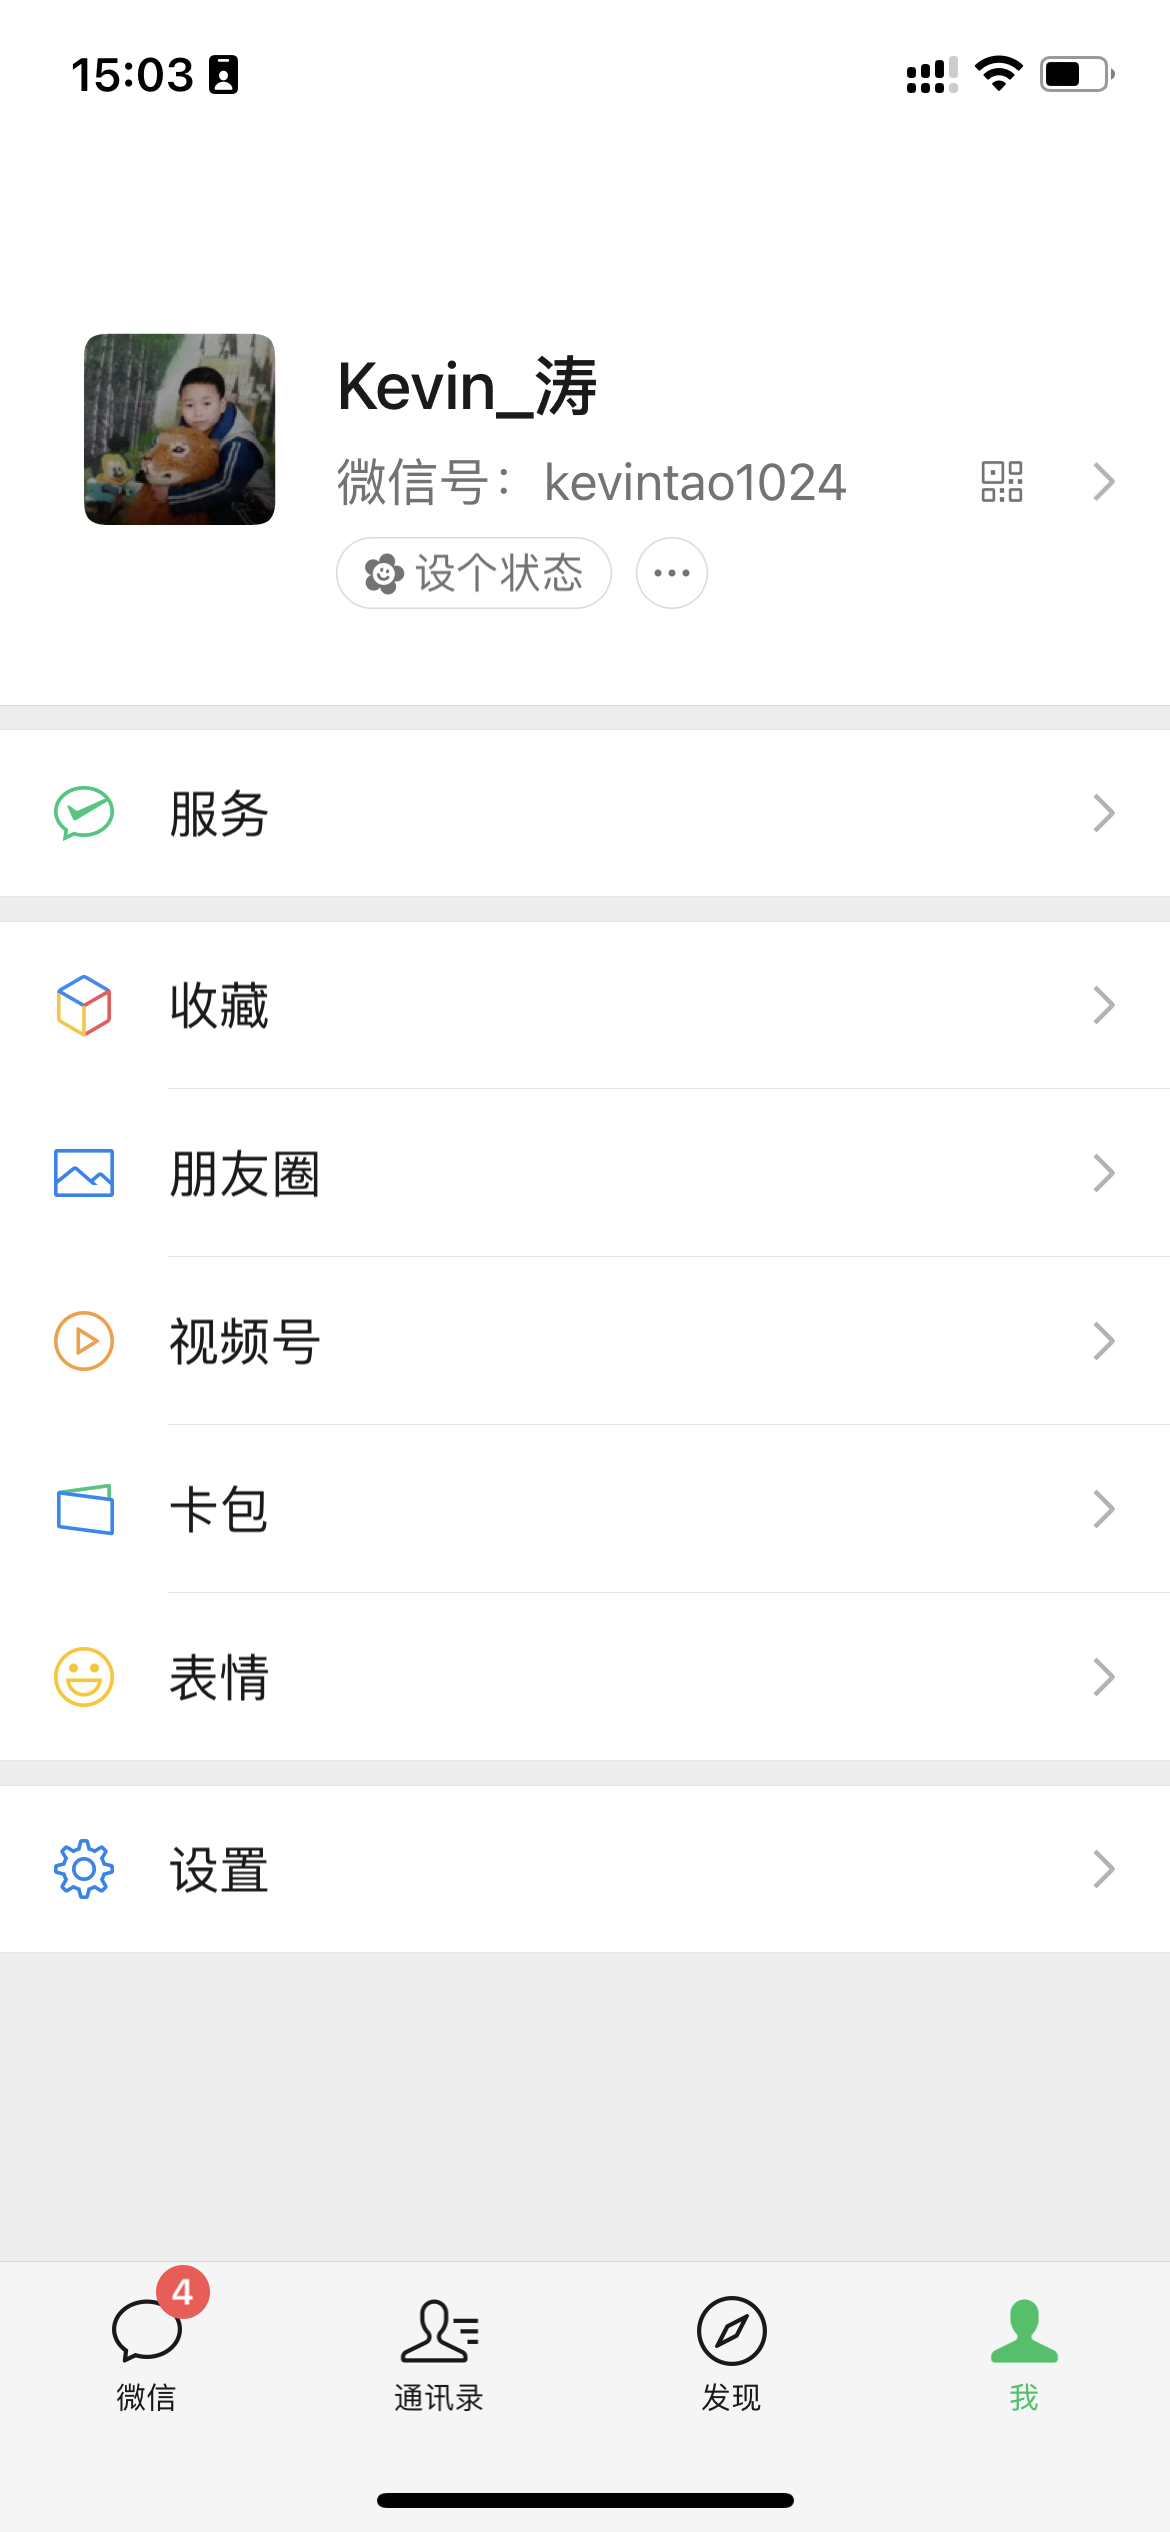 15:03
Kevin_涛
微信号：kevintao1024
设个状态
服务
收藏
朋友圈
视频号
卡包
表情
设置
4
微信
通讯录
发现
我